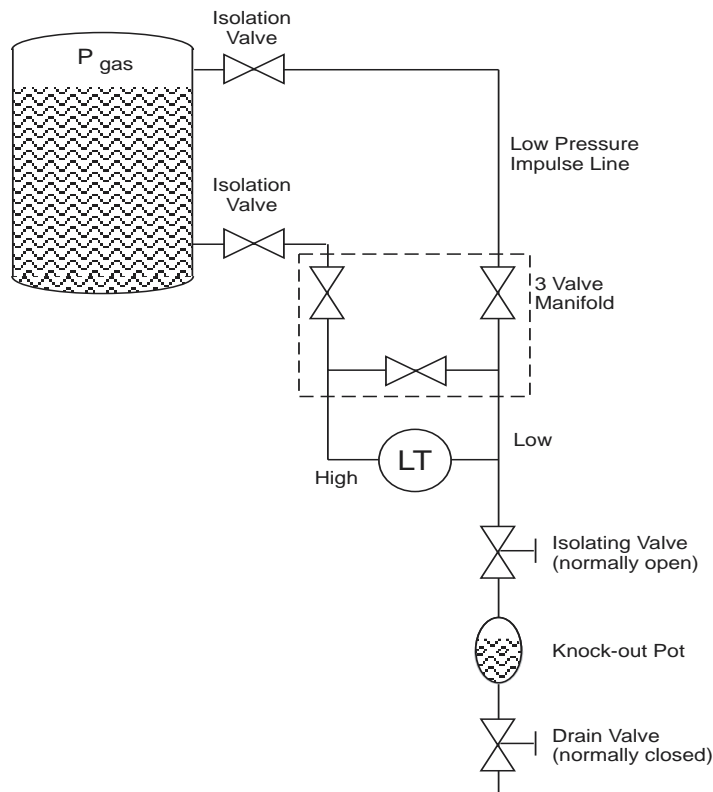 Isolation
Valve
P gas
Low Pressure
Impulse Line
Isolation
Valve
3 Valve
Manifold
Low
LT
High
Isolating Valve
(normally open)
Knock-out Pot
Drain Valve
(normally closed)